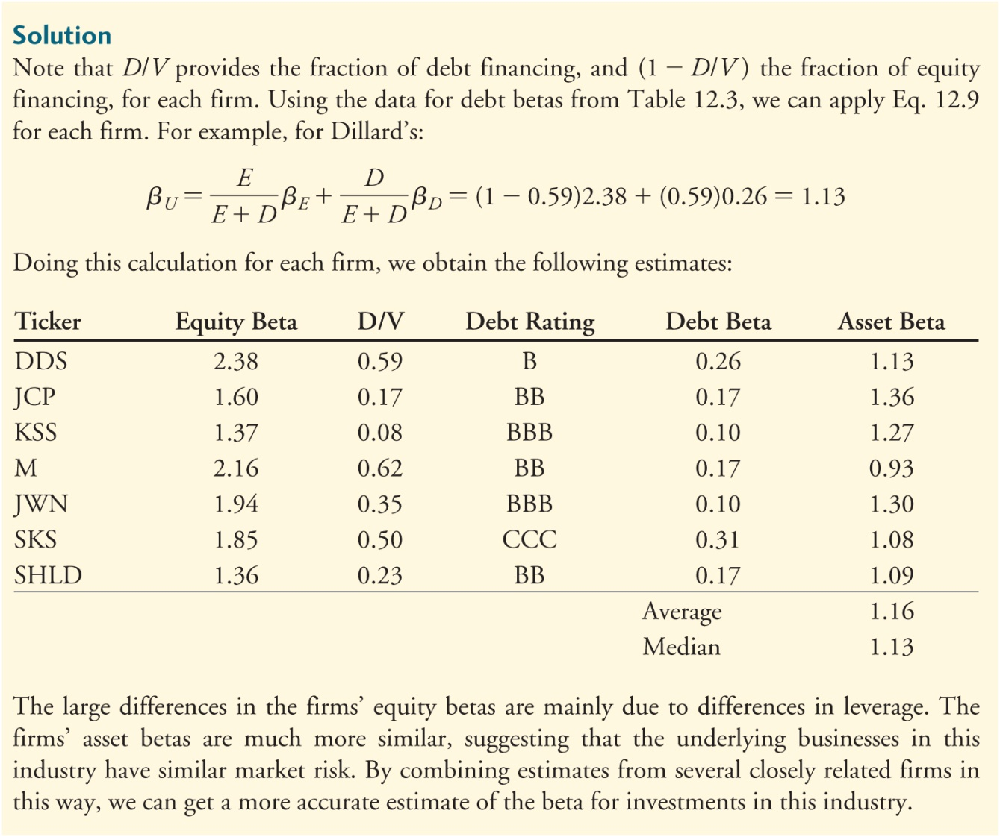 Solution
Note that D/V provides the fraction of debt financing, and (1 − D/V) the fraction of equity
financing, for each firm. Using the data for debt betas from Table 12.3, we can apply Eq. 12.9
for each firm. For example, for Dillard’s:
β_U = E/(E + D) β_E + D/(E + D) β_D = (1 − 0.59)2.38 + (0.59)0.26 = 1.13
Doing this calculation for each firm, we obtain the following estimates:
Ticker Equity Beta D/V Debt Rating Debt Beta Asset Beta
DDS 2.38 0.59 B 0.26 1.13
JCP 1.60 0.17 BB 0.17 1.36
KSS 1.37 0.08 BBB 0.10 1.27
M 2.16 0.62 BB 0.17 0.93
JWN 1.94 0.35 BBB 0.10 1.30
SKS 1.85 0.50 CCC 0.31 1.08
SHLD 1.36 0.23 BB 0.17 1.09
Average 1.16
Median 1.13
The large differences in the firms’ equity betas are mainly due to differences in leverage. The
firms’ asset betas are much more similar, suggesting that the underlying businesses in this
industry have similar market risk. By combining estimates from several closely related firms in
this way, we can get a more accurate estimate of the beta for investments in this industry.